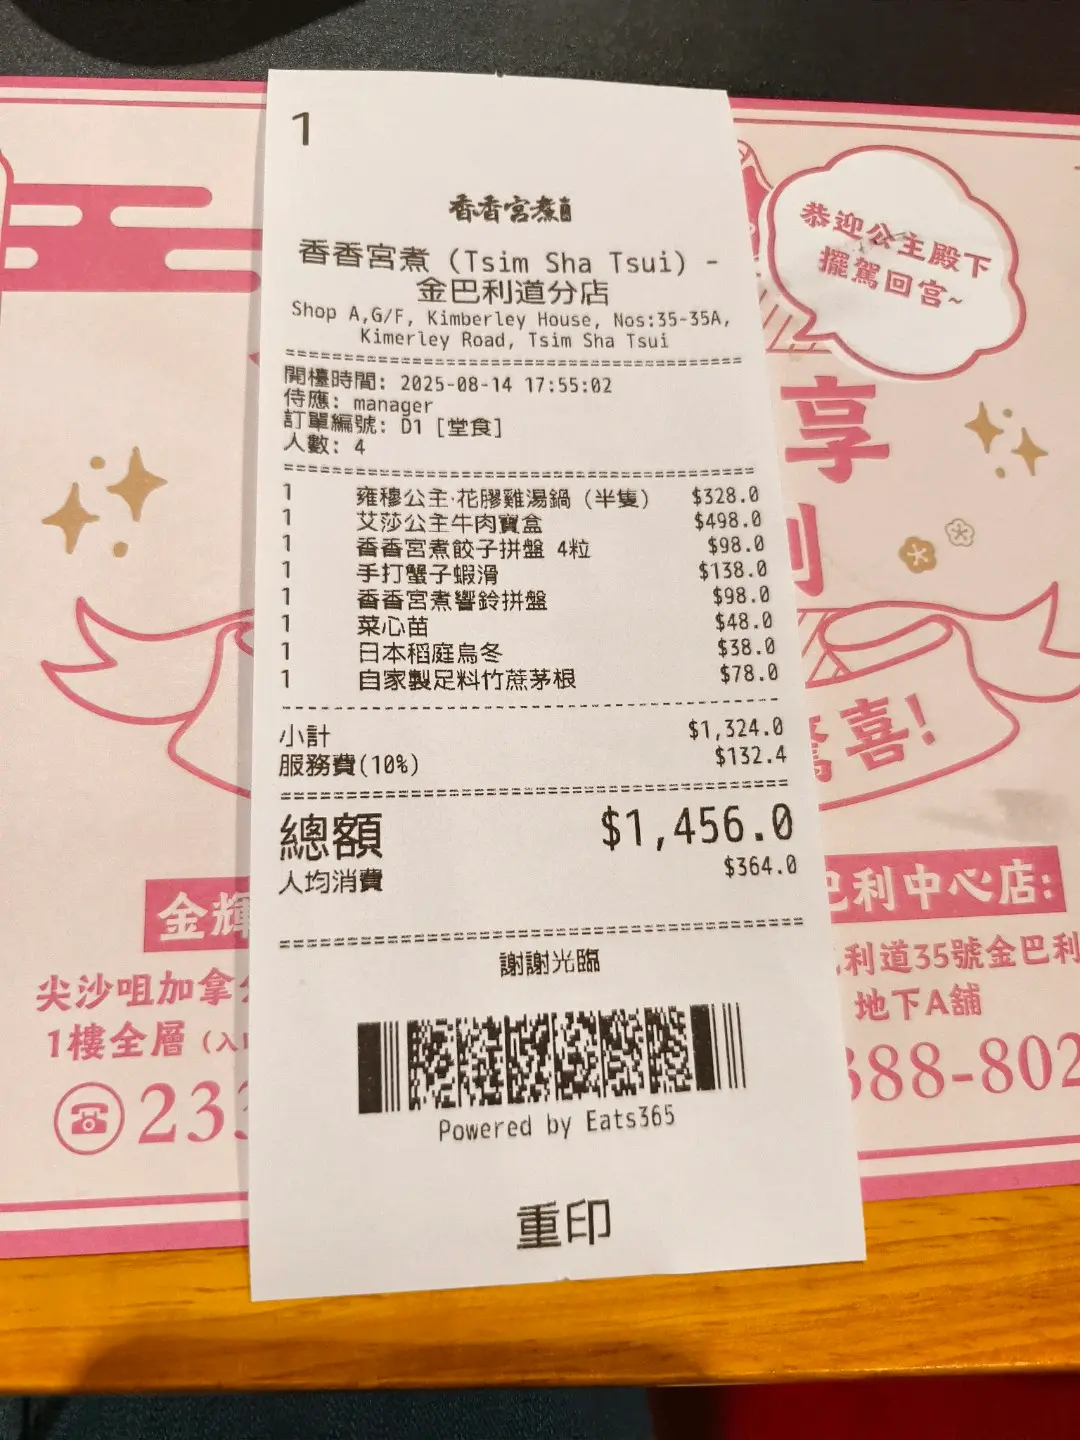 1
香香宮煮
香香宮煮 (Tsim Sha Tsui) -
金巴利道分店
Shop A,G/F, Kimberley House, Nos:35-35A,
Kimerley Road, Tsim Sha Tsui
開檯時間: 2025-08-14 17:55:02
侍應: manager
訂單編號: D1 [堂食]
人數: 4
1 雍穆公主·花膠雞湯鍋 (半隻) $328.0
1 艾莎公主牛肉寶盒 $498.0
1 香香宮煮餃子拼盤 4粒 $98.0
1 手打蟹子蝦滑 $138.0
1 香香宮煮響鈴拼盤 $98.0
1 菜心苗 $48.0
1 日本稻庭烏冬 $38.0
1 自家製足料竹蔗茅根 $78.0
小計 $1,324.0
服務費(10%) $132.4
總額 $1,456.0
人均消費 $364.0
謝謝光臨
Powered by Eats365
重印
恭迎公主殿下
擺駕回宮~
享
喜!
金輝
尖沙咀加拿
1樓全層
233
巴利中心店:
利道35號金巴利
地下A舖
388-802